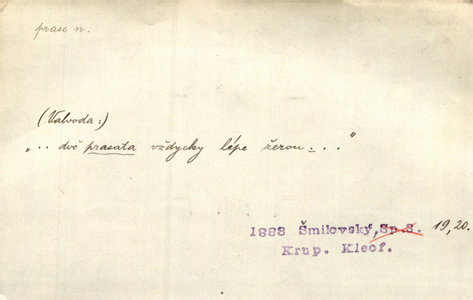 prase n.
(Valvoda:)
„.. dvě prasata vždycky lépe žerou ..."
1883 Šmilovský, Sp.8. 19,20.
Krup. Kleof.